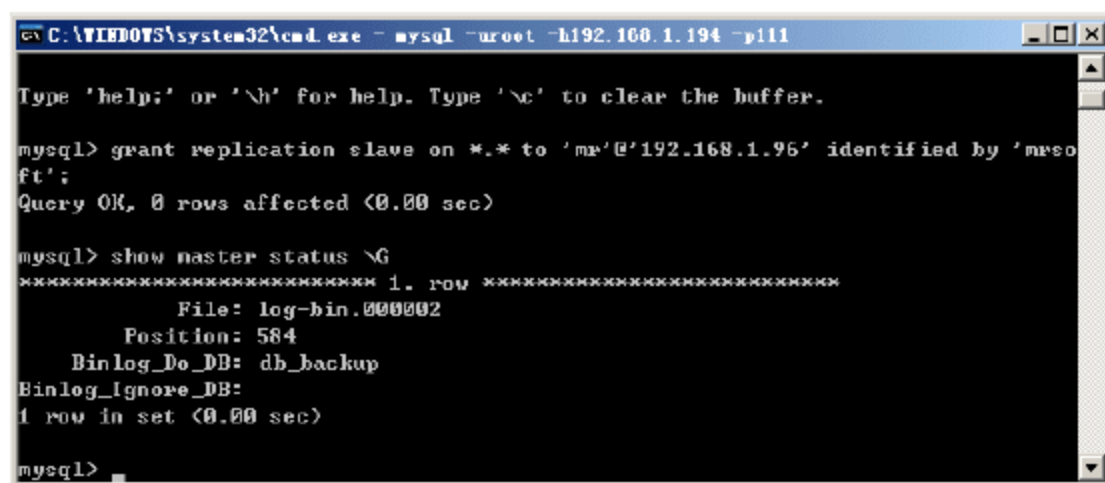 C:\WINDOWS\system32\cmd.exe - mysql -uroot -h192.168.1.194 -p111
Type 'help;' or '\h' for help. Type '\c' to clear the buffer.
mysql> grant replication slave on *.* to 'mr'@'192.168.1.96' identified by 'mrso
ft';
Query OK, 0 rows affected (0.00 sec)
mysql> show master status \G
*************************** 1. row ***************************
File: log-bin.000002
Position: 584
Binlog_Do_DB: db_backup
Binlog_Ignore_DB:
1 row in set (0.00 sec)
mysql>